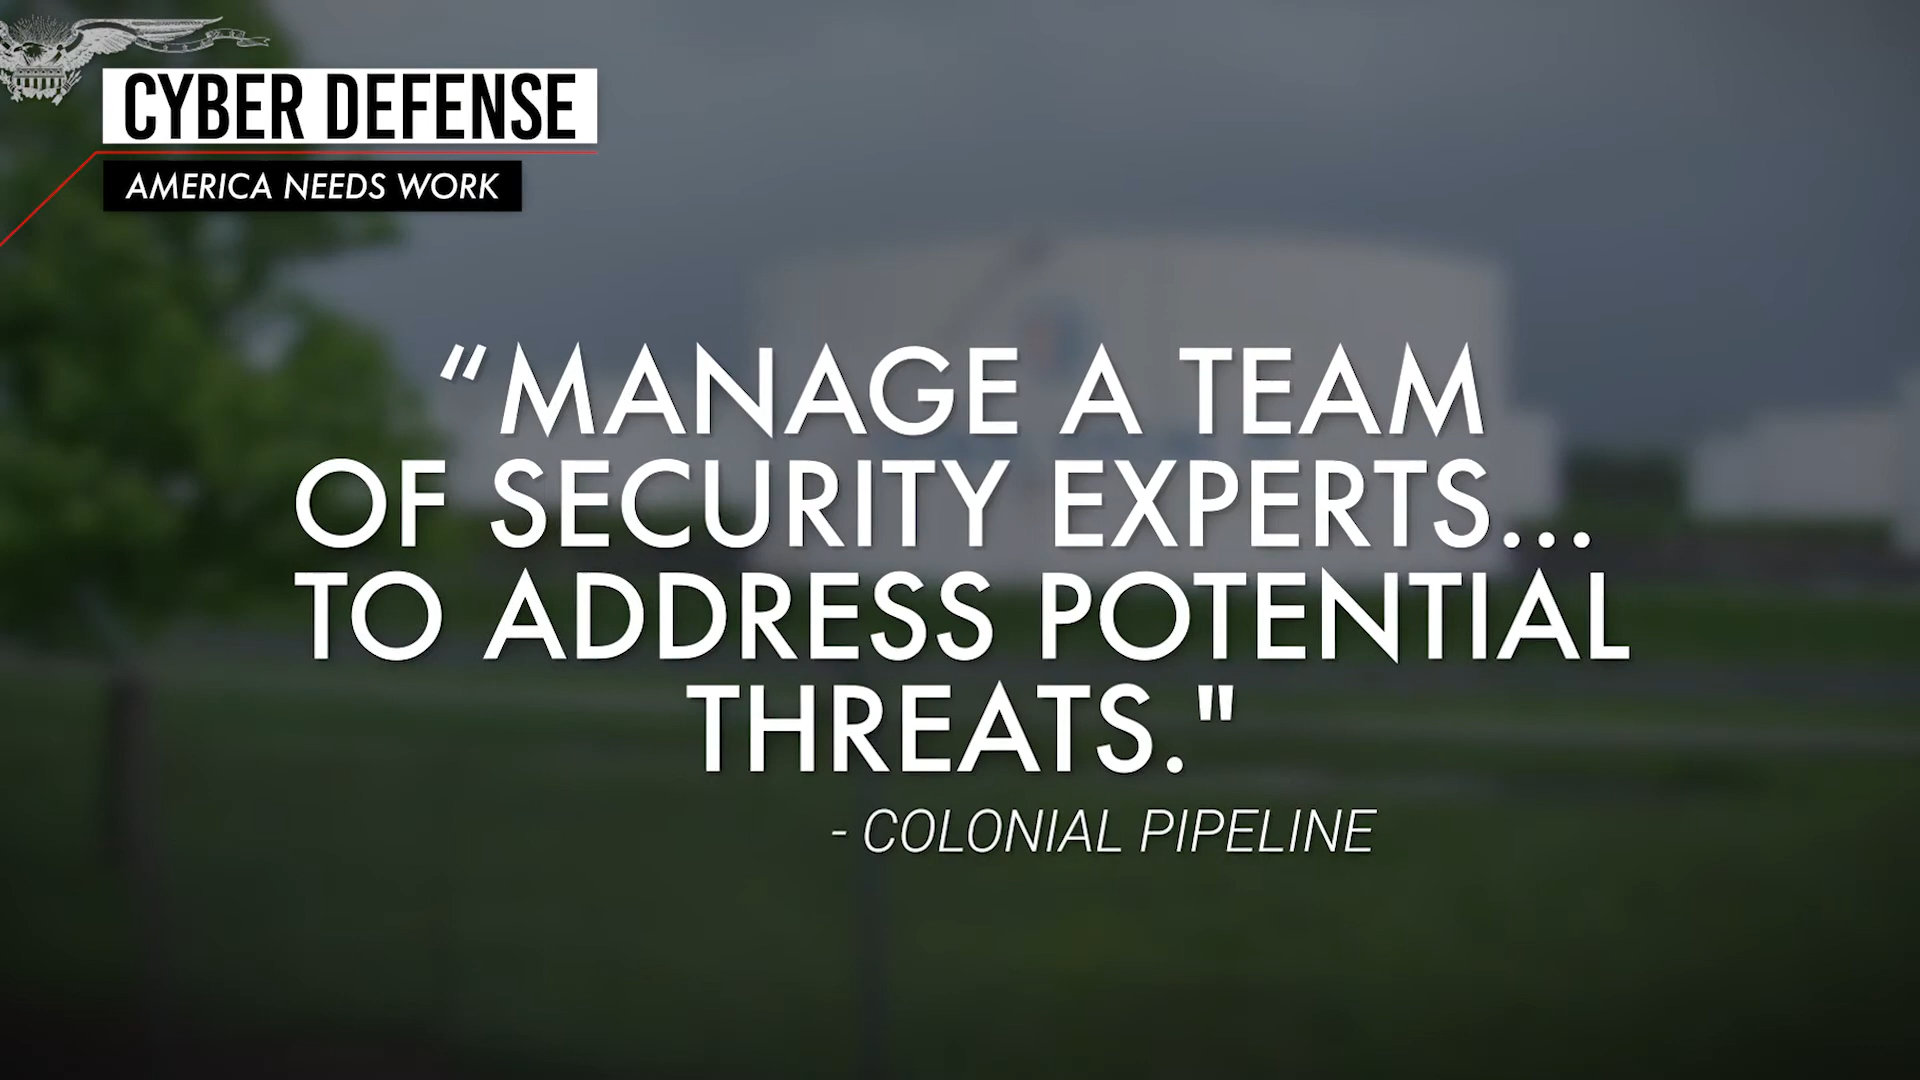 CYBER DEFENSE
AMERICA NEEDS WORK
“MANAGE A TEAM
OF SECURITY EXPERTS...
TO ADDRESS POTENTIAL
THREATS."
- COLONIAL PIPELINE